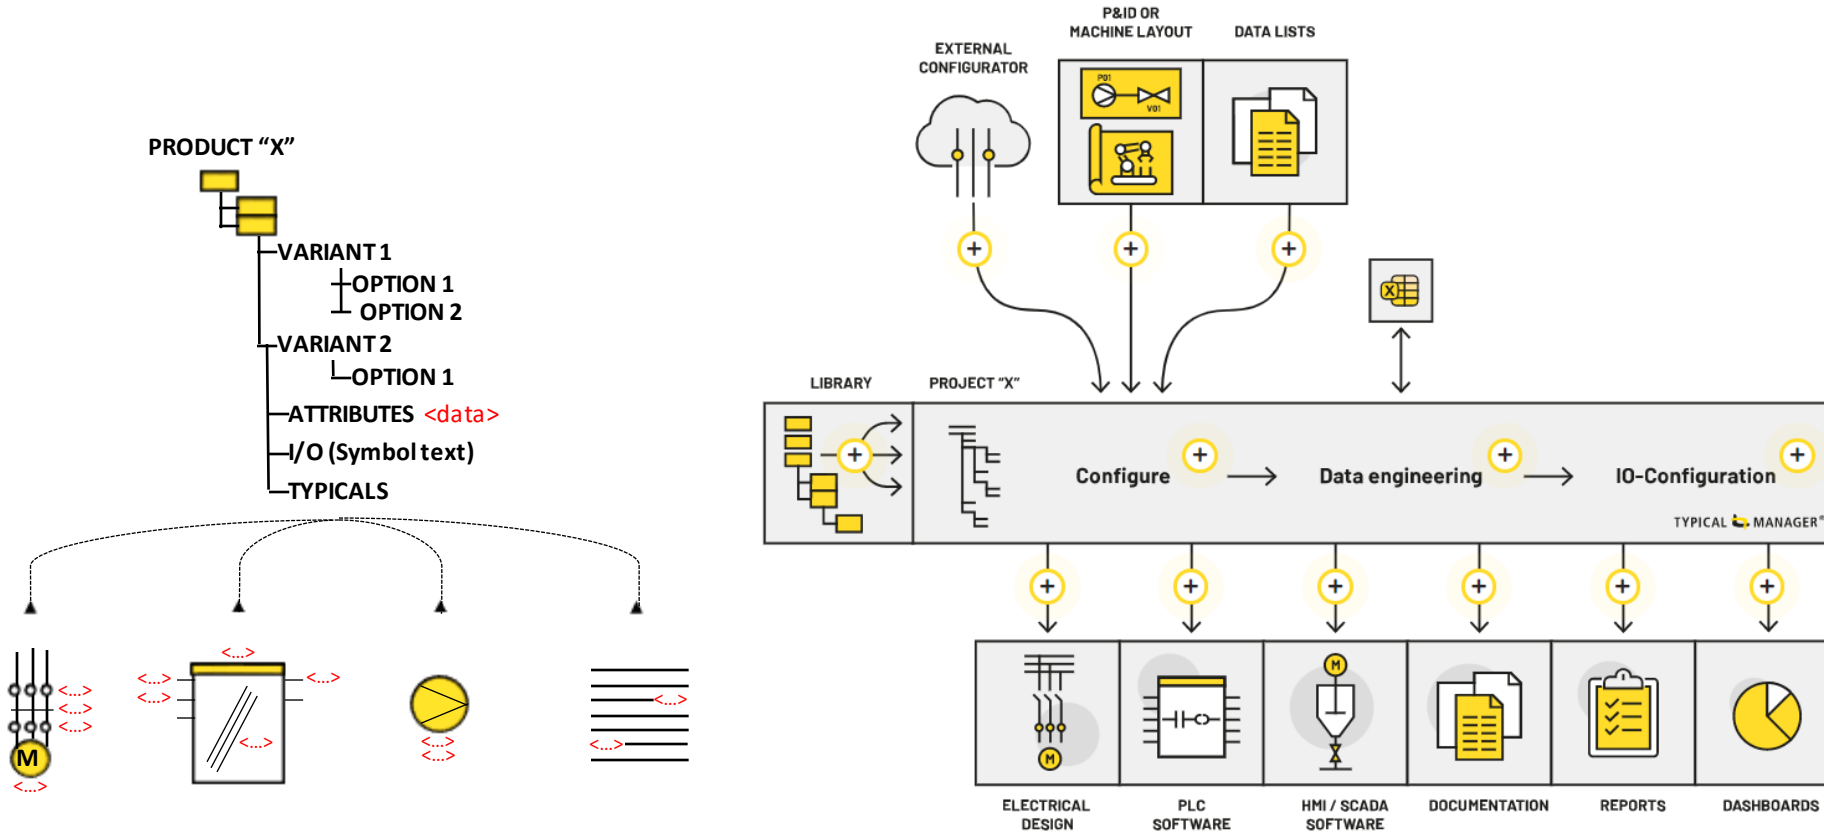 PRODUCT “X”
VARIANT 1
OPTION 1
OPTION 2
VARIANT 2
OPTION 1
ATTRIBUTES <data>
I/O (Symbol text)
TYPICALS
<...>
<...>
<...>
<...>
M
<...>
<...>
<...>
<...>
<...>
<...>
<...>
<...>
<...>
<...>
EXTERNAL
CONFIGURATOR
P&ID OR
MACHINE LAYOUT
DATA LISTS
P01
V01
X
LIBRARY
PROJECT “X”
Configure
Data engineering
IO-Configuration
TYPICAL MANAGER®
M
M
ELECTRICAL
DESIGN
PLC
SOFTWARE
HMI / SCADA
SOFTWARE
DOCUMENTATION
REPORTS
DASHBOARDS